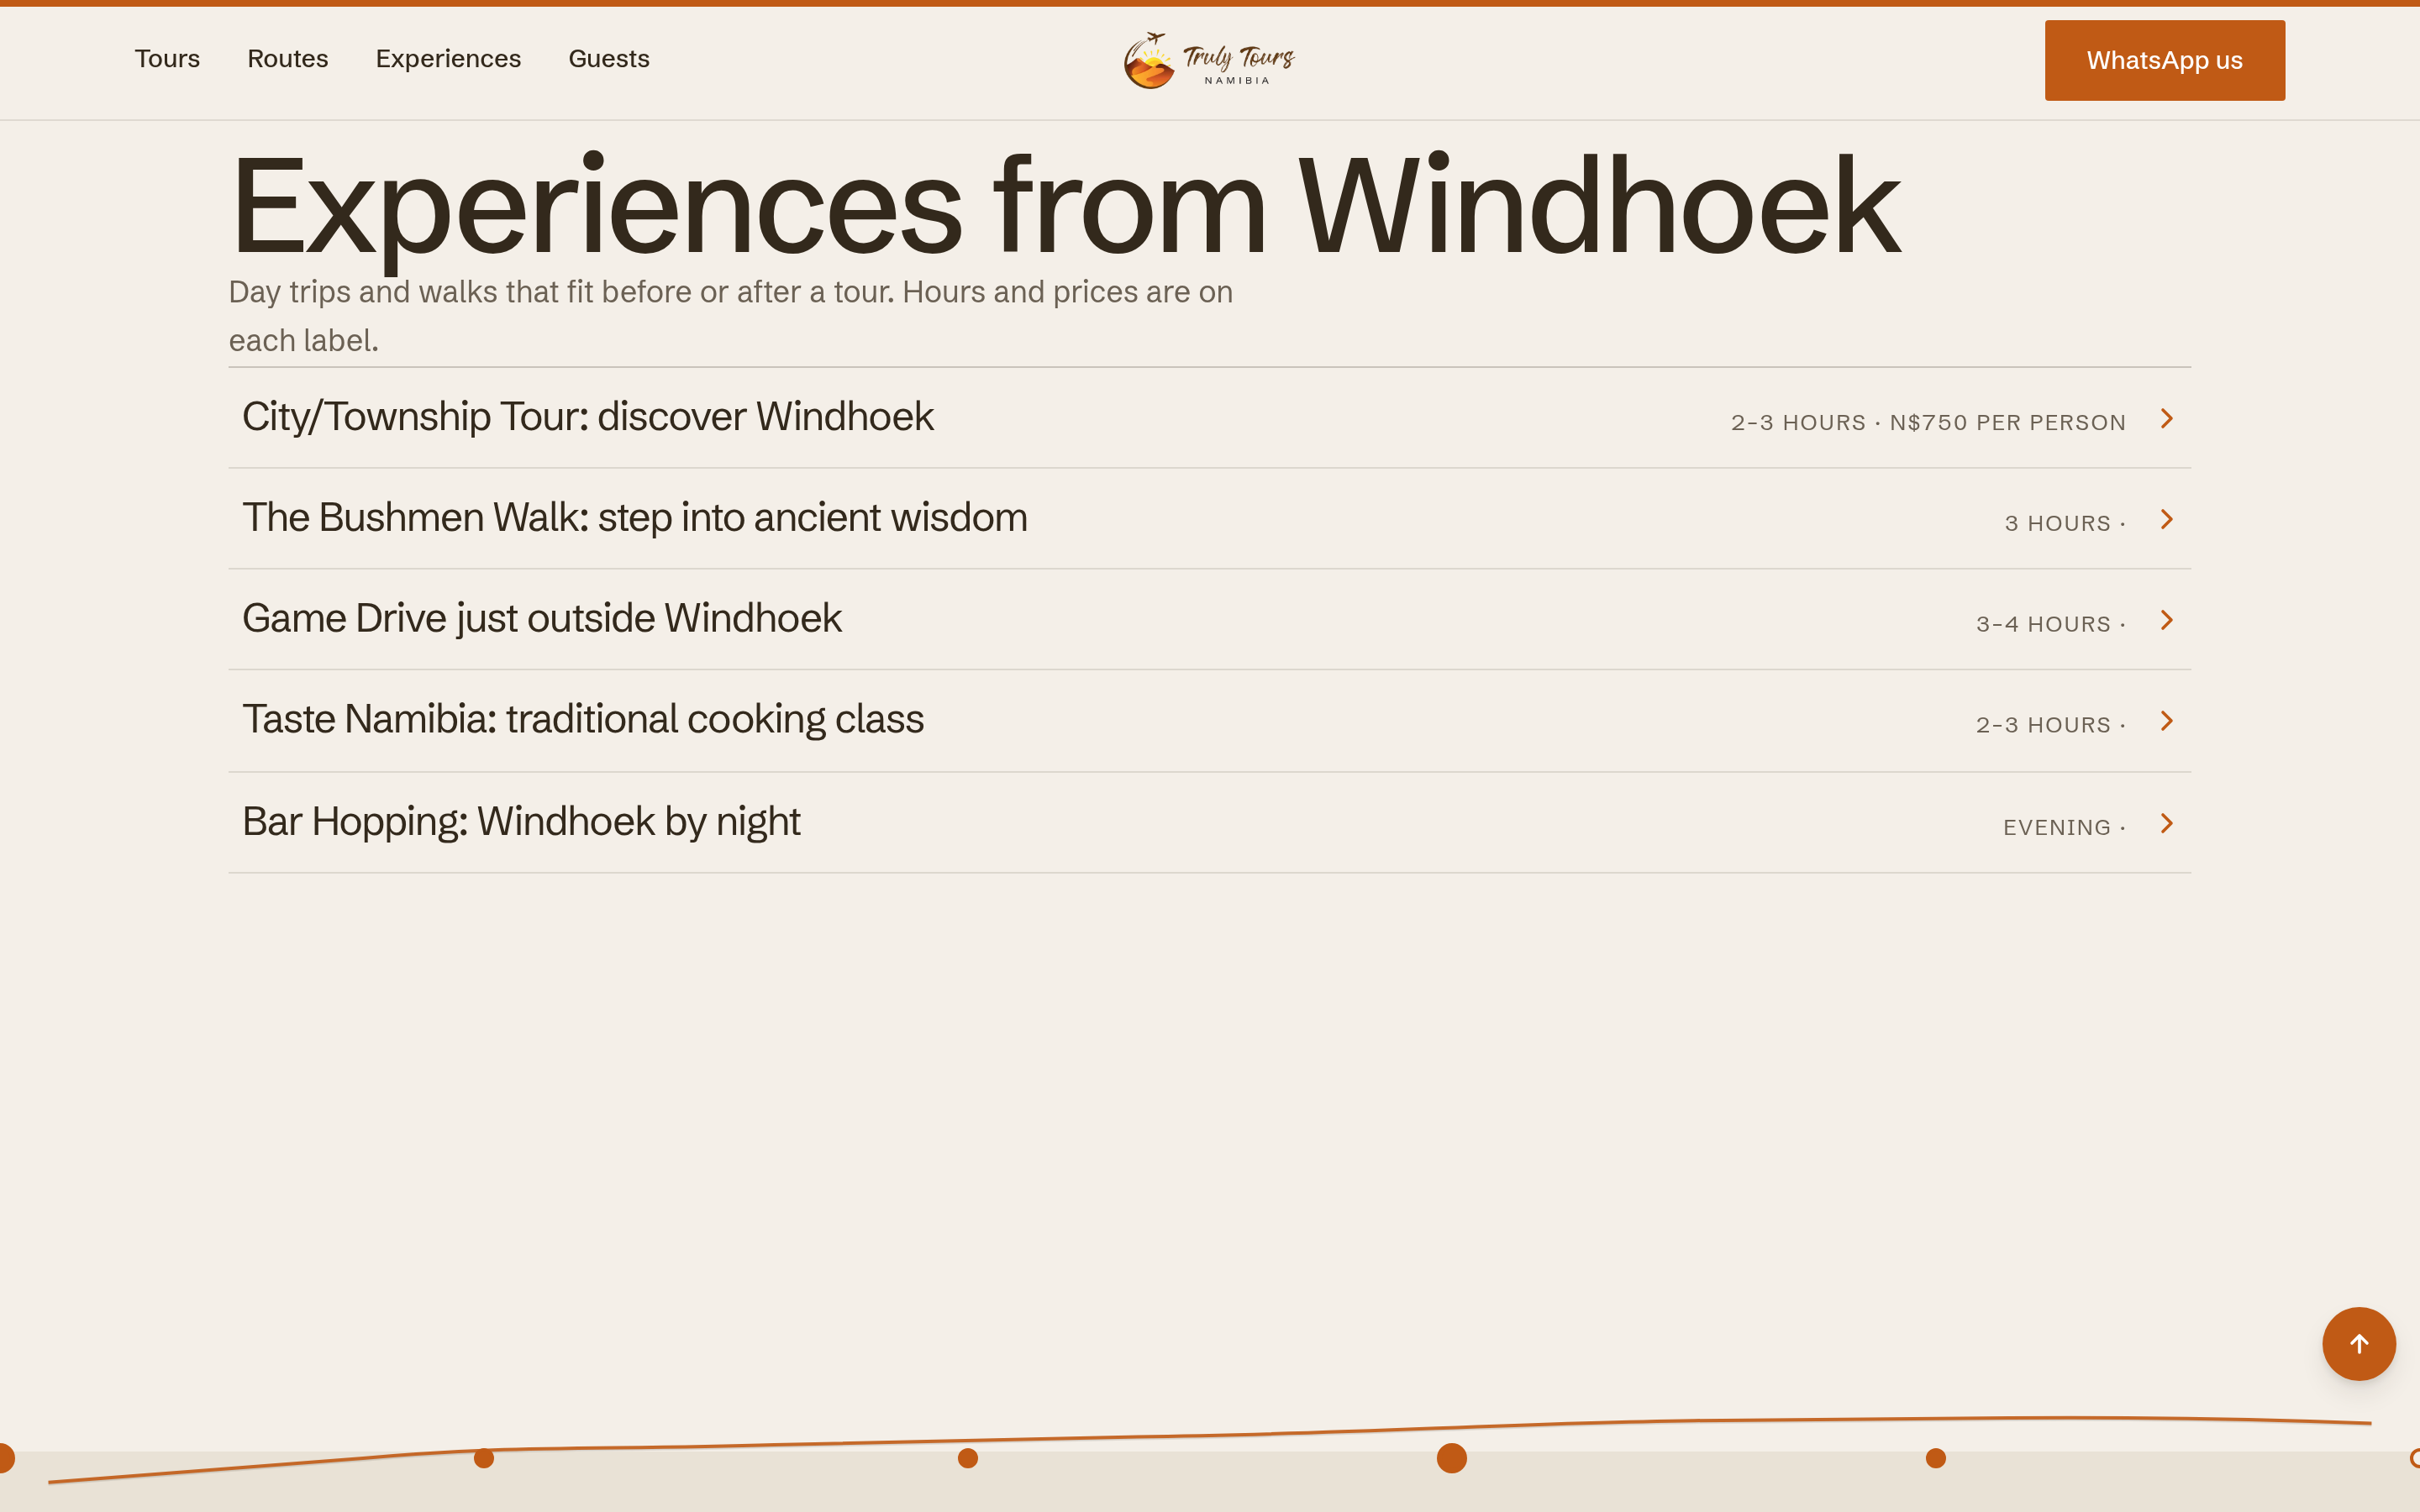 Tours Routes Experiences Guests
Truly Tours
NAMIBIA
WhatsApp us
Experiences from Windhoek
Day trips and walks that fit before or after a tour. Hours and prices are on
each label.
City/Township Tour: discover Windhoek 2–3 HOURS · N$750 PER PERSON
The Bushmen Walk: step into ancient wisdom 3 HOURS ·
Game Drive just outside Windhoek 3–4 HOURS ·
Taste Namibia: traditional cooking class 2–3 HOURS ·
Bar Hopping: Windhoek by night EVENING ·